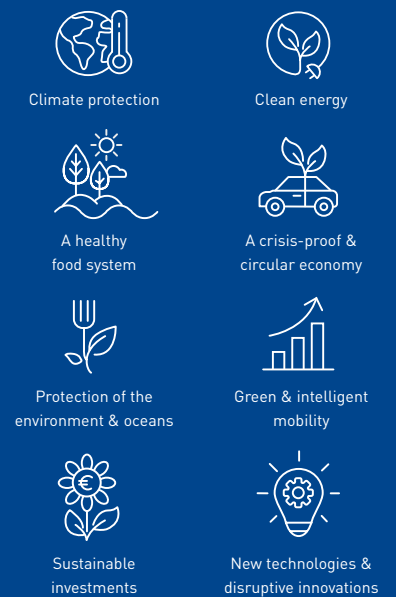 Climate protection
Clean energy
A healthy
food system
A crisis-proof &
circular economy
Protection of the
environment & oceans
Green & intelligent
mobility
€
Sustainable
investments
New technologies &
disruptive innovations